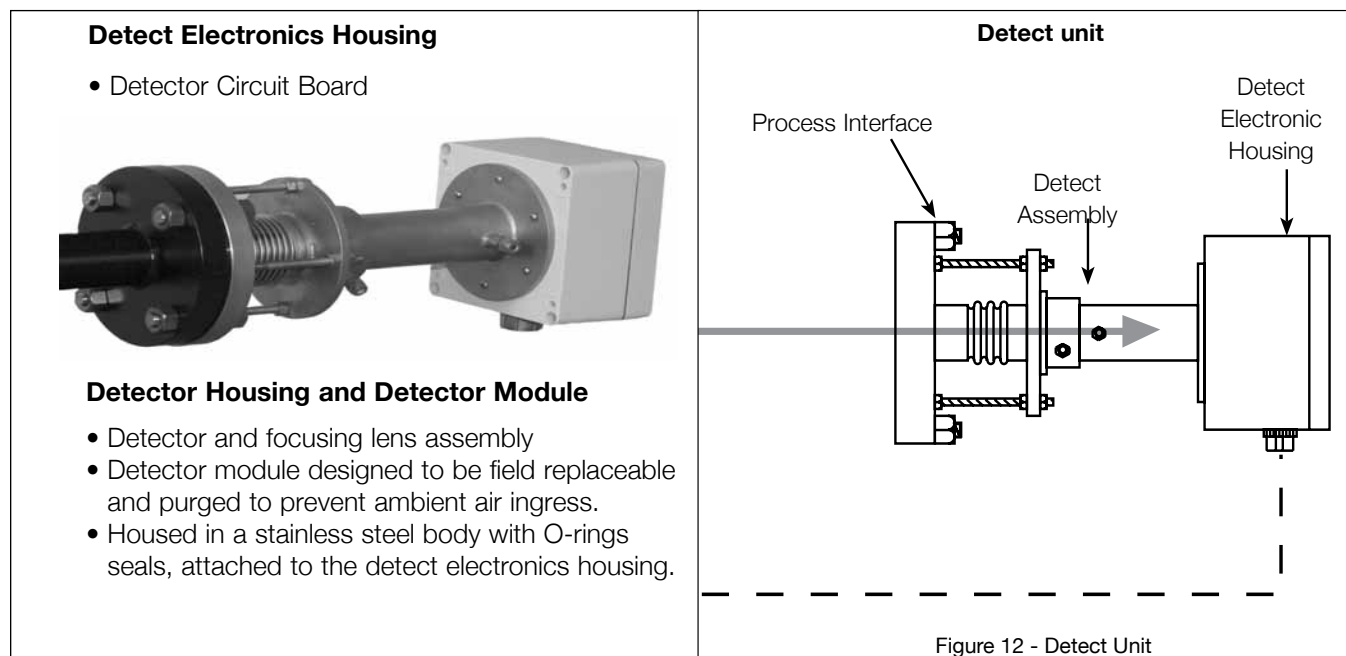 Detect Electronics Housing
• Detector Circuit Board
Detector Housing and Detector Module
• Detector and focusing lens assembly
• Detector module designed to be field replaceable
and purged to prevent ambient air ingress.
• Housed in a stainless steel body with O-rings
seals, attached to the detect electronics housing.
Detect unit
Process Interface
Detect
Assembly
Detect
Electronic
Housing
Figure 12 - Detect Unit